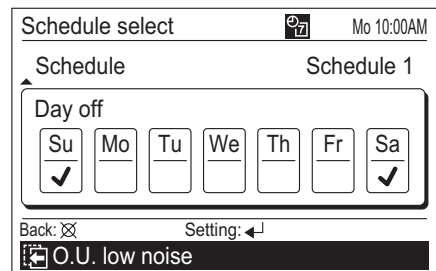 Schedule select 7 Mo 10:00AM
Schedule Schedule 1
Day off
Su Mo Tu We Th Fr Sa
Back: Setting:
O.U. low noise